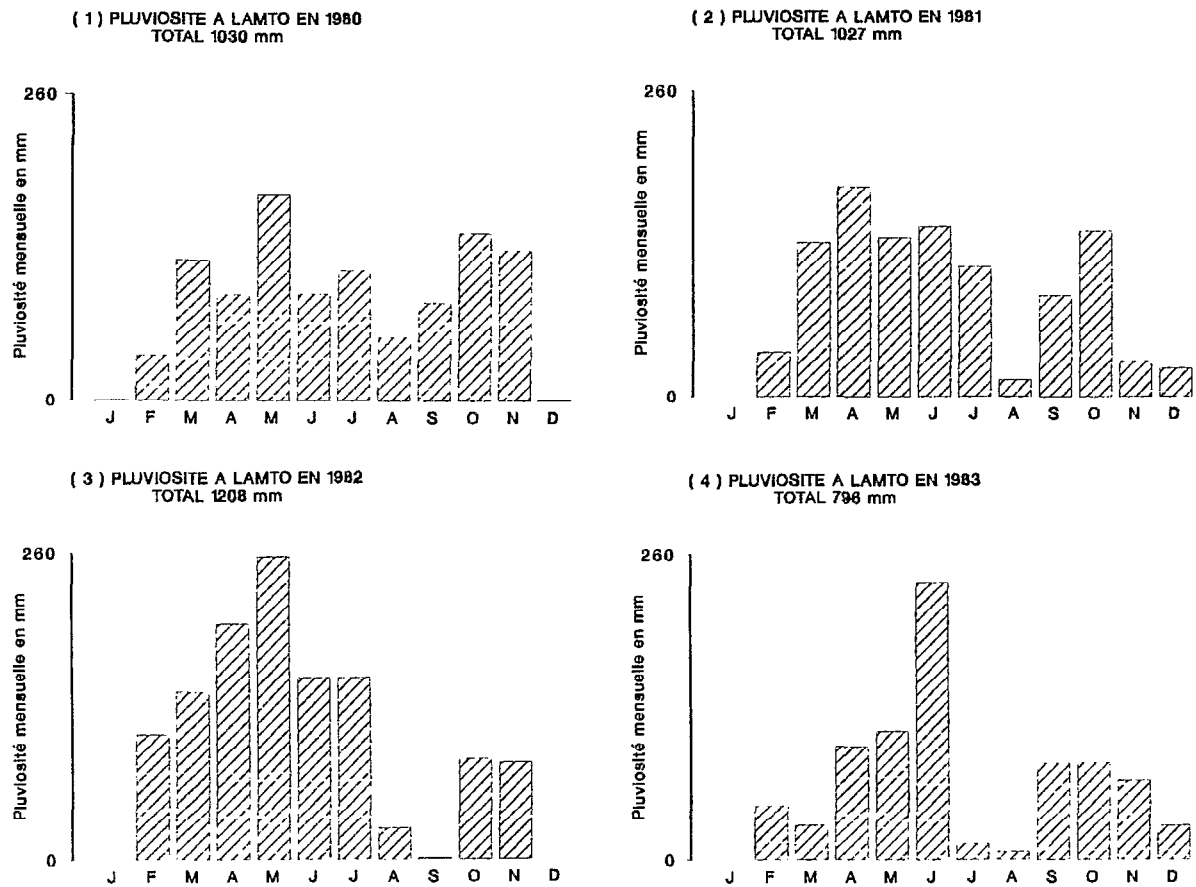 ( 1 ) PLUVIOSITE A LAMTO EN 1980
TOTAL 1030 mm
260
Pluviosité mensuelle en mm
0
J F M A M J J A S O N D
( 2 ) PLUVIOSITE A LAMTO EN 1981
TOTAL 1027 mm
260
Pluviosité mensuelle en mm
0
J F M A M J J A S O N D
( 3 ) PLUVIOSITE A LAMTO EN 1982
TOTAL 1208 mm
260
Pluviosité mensuelle en mm
0
J F M A M J J A S O N D
( 4 ) PLUVIOSITE A LAMTO EN 1983
TOTAL 796 mm
260
Pluviosité mensuelle en mm
0
J F M A M J J A S O N D